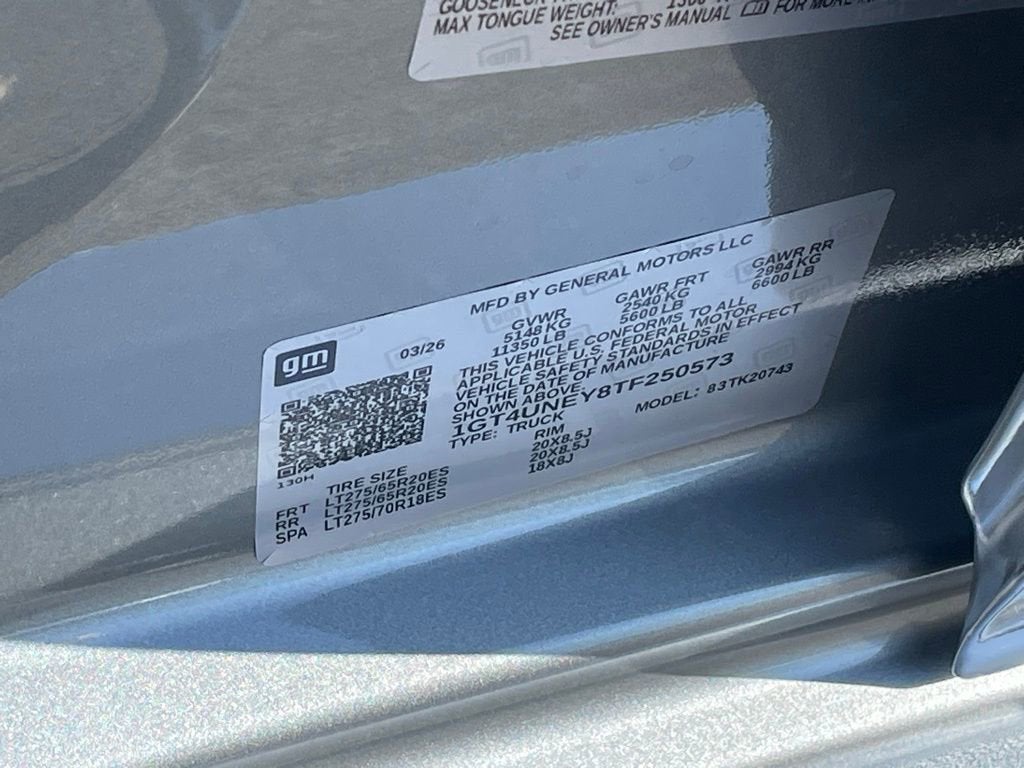 GOOSENECK
MAX TONGUE WEIGHT:
SEE OWNER'S MANUAL FOR MORE
MFD BY GENERAL MOTORS LLC
gm
03/26
GVWR GAWR FRT GAWR RR
5148 KG 2540 KG 2994 KG
11350 LB 5600 LB 6600 LB
THIS VEHICLE CONFORMS TO ALL
APPLICABLE U.S. FEDERAL MOTOR
VEHICLE SAFETY STANDARDS IN EFFECT
ON THE DATE OF MANUFACTURE
SHOWN ABOVE.
1GT4UNEY8TF250573
TYPE: TRUCK MODEL: 83TK20743
130H
TIRE SIZE RIM
FRT LT275/65R20ES 20X8.5J
RR LT275/65R20ES 20X8.5J
SPA LT275/70R18ES 18X8J